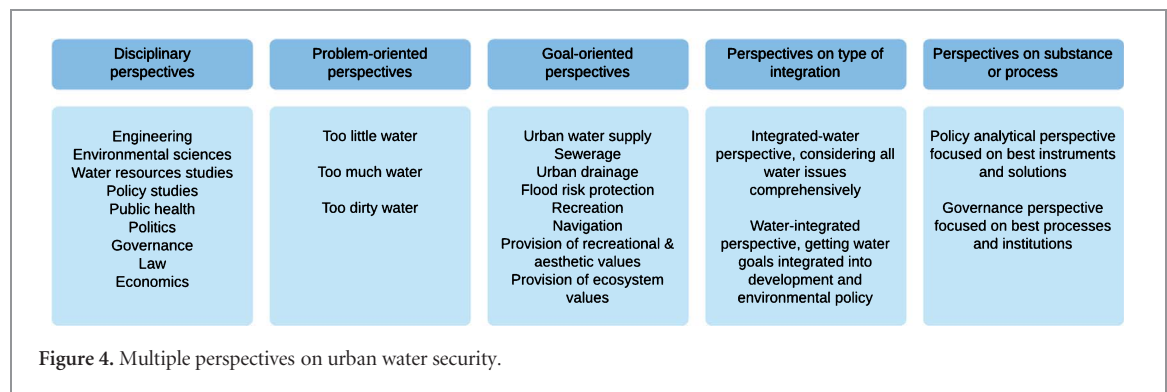 Disciplinary
perspectives
Problem-oriented
perspectives
Goal-oriented
perspectives
Perspectives on type of
integration
Perspectives on substance
or process
Engineering
Environmental sciences
Water resources studies
Policy studies
Public health
Politics
Governance
Law
Economics
Too little water
Too much water
Too dirty water
Urban water supply
Sewerage
Urban drainage
Flood risk protection
Recreation
Navigation
Provision of recreational &
aesthetic values
Provision of ecosystem
values
Integrated-water
perspective, considering all
water issues
comprehensively
Water-integrated
perspective, getting water
goals integrated into
development and
environmental policy
Policy analytical perspective
focused on best instruments
and solutions
Governance perspective
focused on best processes
and institutions
Figure 4. Multiple perspectives on urban water security.